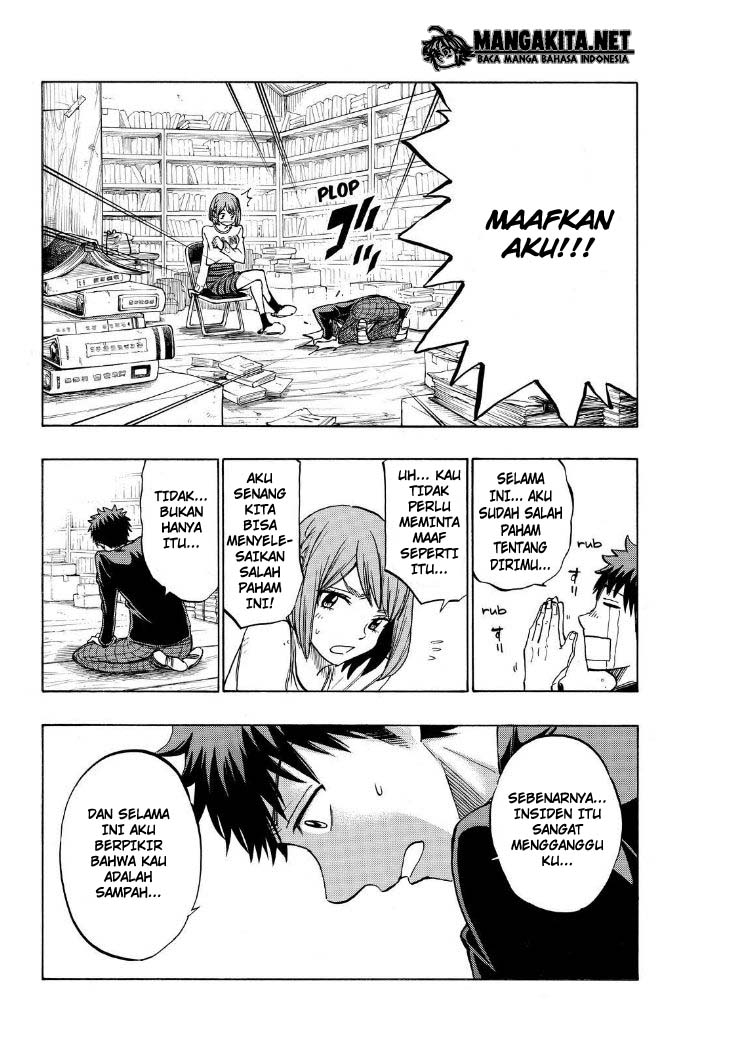 MANGAKITA.NET
BACA MANGA BAHASA INDONESIA
MAAFKAN
AKU!!!
PLOP
SELAMA
INI... AKU
SUDAH SALAH
PAHAM
TENTANG
DIRIMU...
rub
rub
UH... KAU
TIDAK
PERLU
MEMINTA
MAAF
SEPERTI
ITU...
AKU
SENANG
KITA
BISA
MENYELE-
SAIKAN
SALAH
PAHAM
INI!
TIDAK...
BUKAN
HANYA
ITU...
SEBENARNYA...
INSIDEN ITU
SANGAT
MENGGANGGU
KU...
DAN SELAMA
INI AKU
BERPIKIR
BAHWA KAU
ADALAH
SAMPAH...